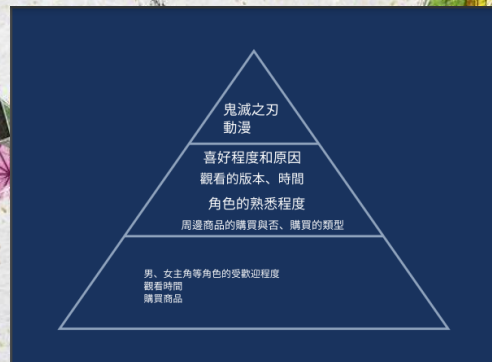 鬼滅之刃
動漫
喜好程度和原因
觀看的版本、時間
角色的熟悉程度
周邊商品的購買與否、購買的類型
男、女主角等角色的受歡迎程度
觀看時間
購買商品